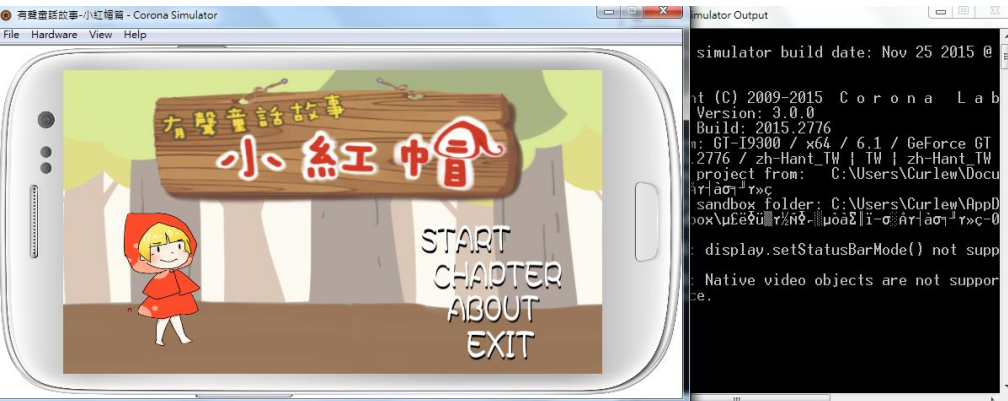 有聲童話故事-小紅帽篇 - Corona Simulator
File Hardware View Help
有聲童話故事
小紅帽
START
CHAPTER
ABOUT
EXIT
imulator Output
simulator build date: Nov 25 2015 @
(C) 2009-2015 C o r o n a L a b
Version: 3.0.0
Build: 2015.2776
: GT-I9300 / x64 / 6.1 / GeForce GT
.2776 / zh-Hant_TW | TW | zh-Hant_TW
project from: C:\Users\Curlew\Docu
sandbox folder: C:\Users\Curlew\AppD
: display.setStatusBarMode() not supp
: Native video objects are not suppor
ce.